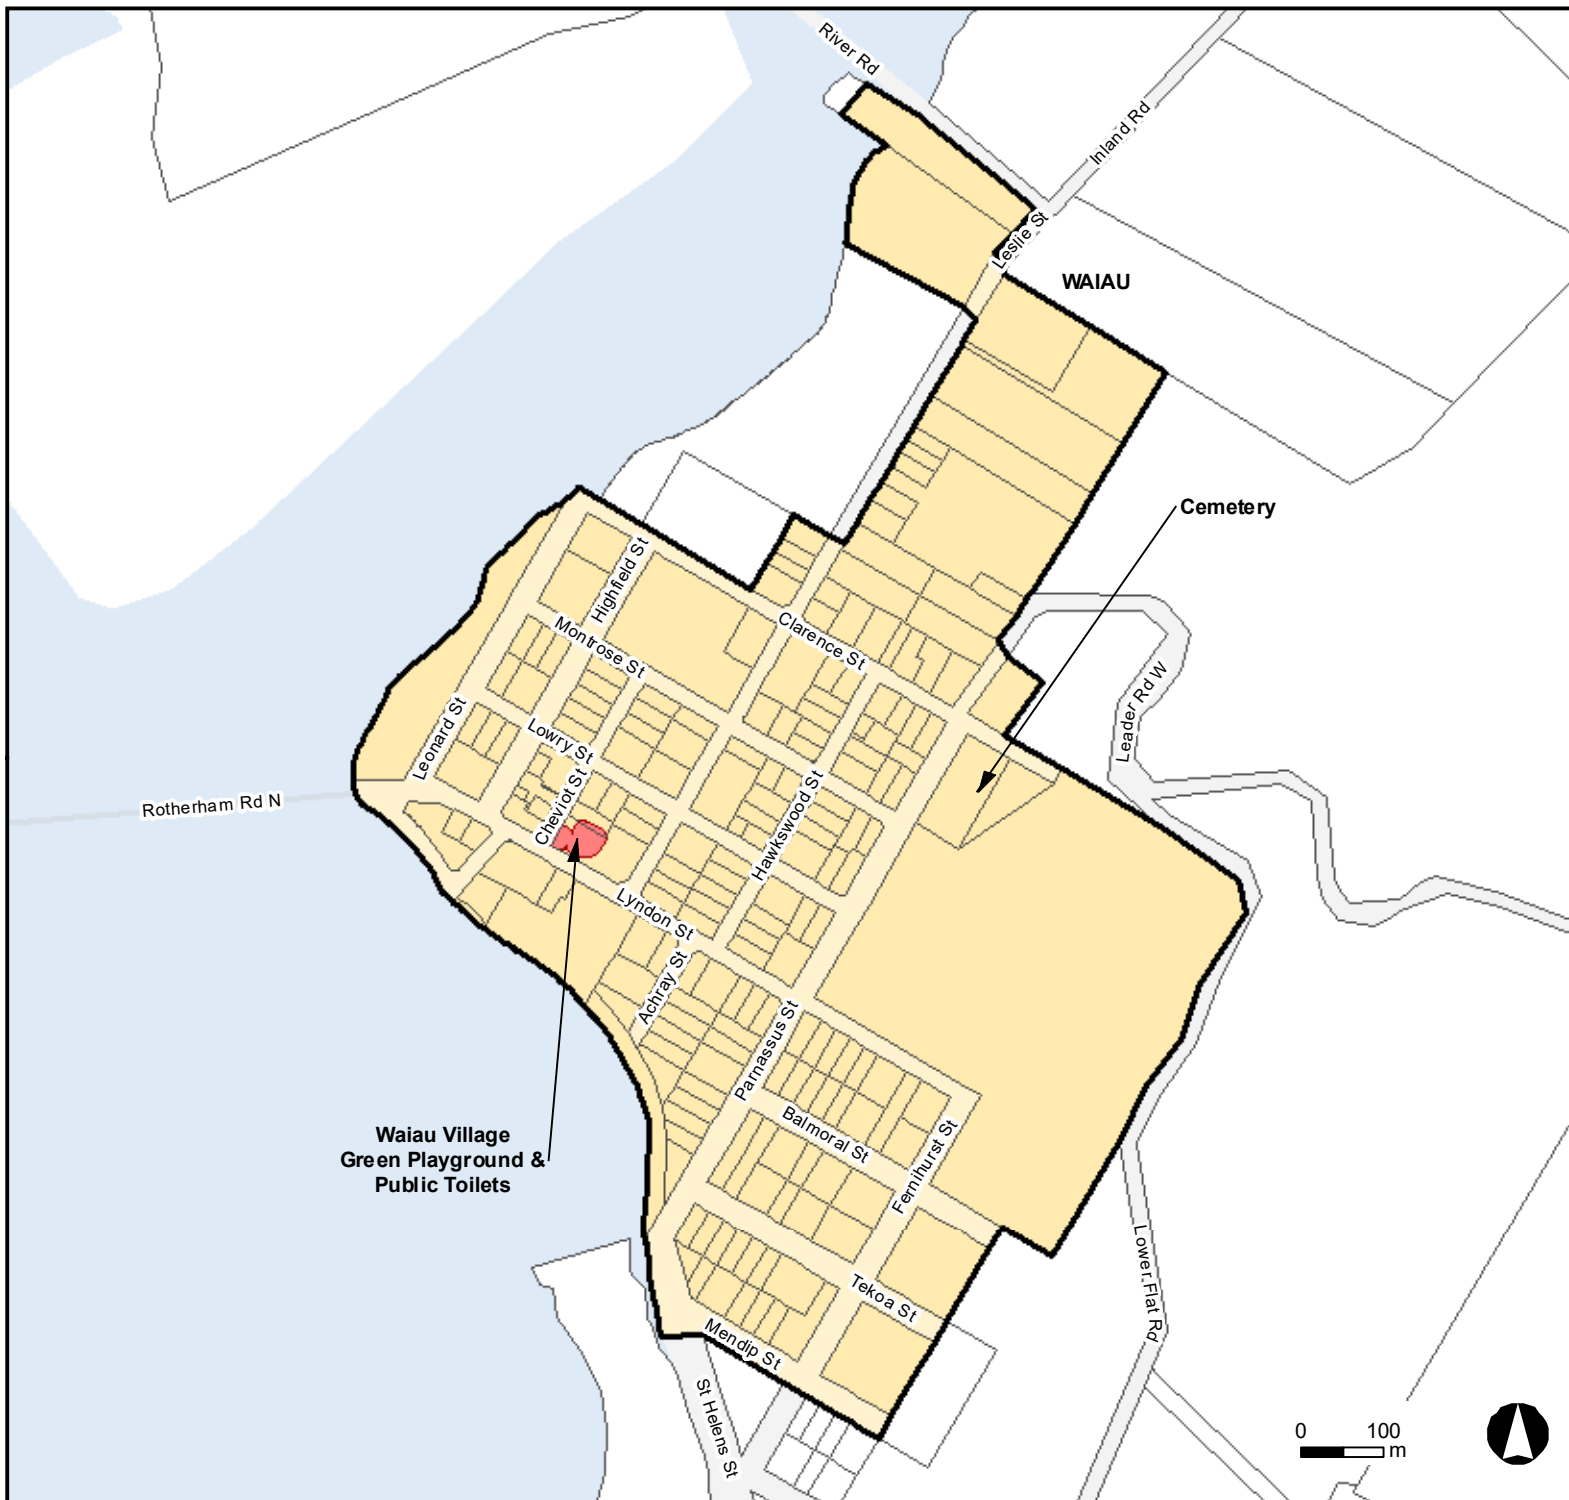 River Rd
Inland Rd
Leslie St
WAIAU
Cemetery
Highfield St
Montrose St
Clarence St
Leader Rd W
Leonard St
Lowry St
Cheviot St
Rotherham Rd N
Hawkswood St
Lyndon St
Achray St
Parnassus St
Waiau Village
Green Playground &
Public Toilets
Balmoral St
Fernihurst St
Tekoa St
Lower Flat Rd
Mendip St
St Helens St
0 100
m